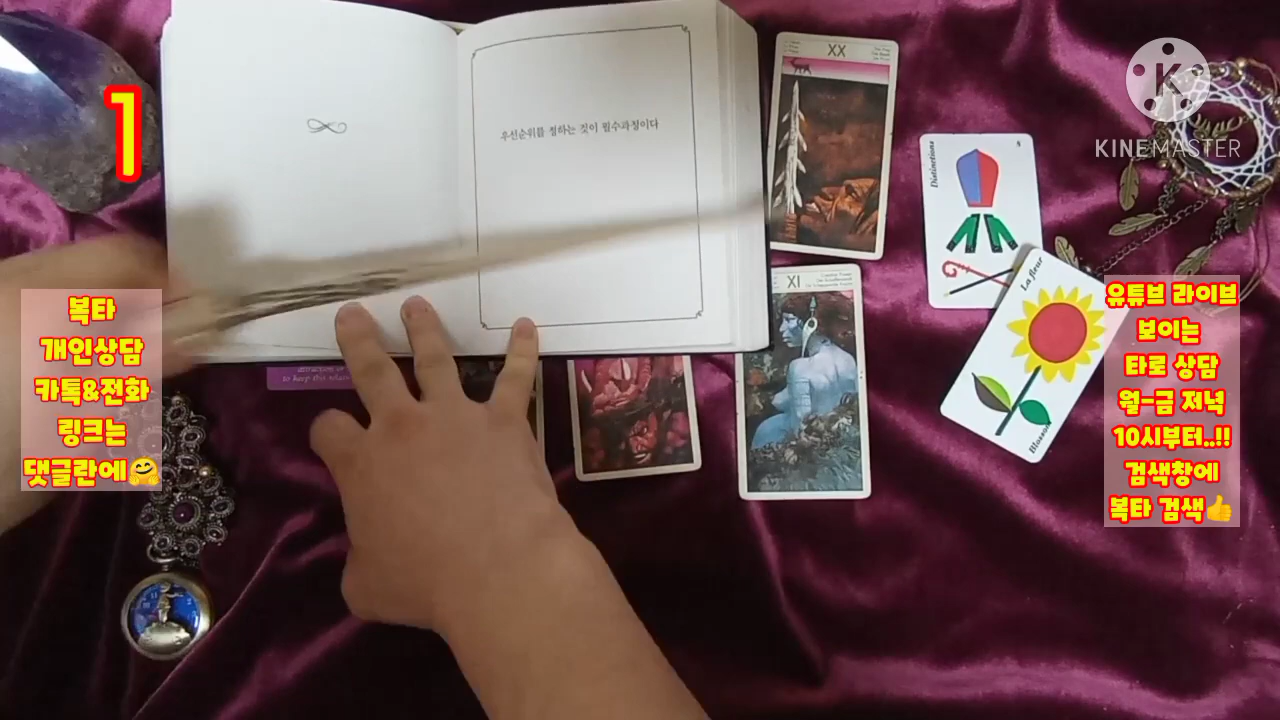 1
우선순위를 정하는 것이 필수과정이다
XX
KINEMASTER
Distinctions
La fleur
Blossom
XI
to keep this
복타
개인상담
카톡&전화
링크는
댓글란에🤗
유튜브 라이브
보이는
타로 상담
월-금 저녁
10시부터..!!
검색창에
복타 검색👍